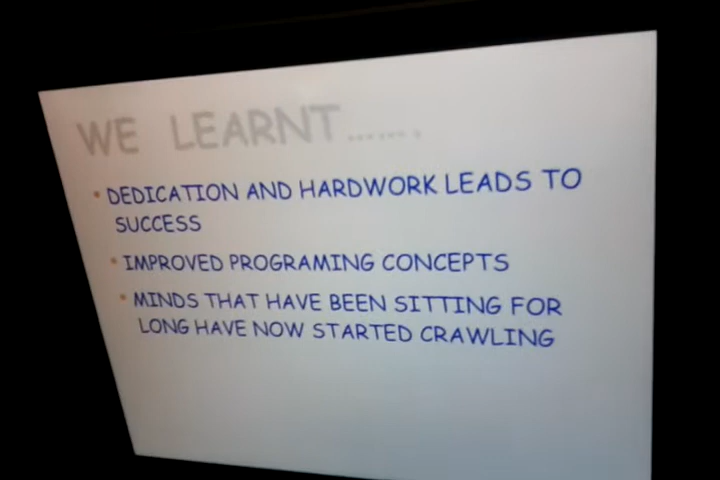 WE LEARNT.......
• DEDICATION AND HARDWORK LEADS TO
SUCCESS
• IMPROVED PROGRAMING CONCEPTS
• MINDS THAT HAVE BEEN SITTING FOR
LONG HAVE NOW STARTED CRAWLING